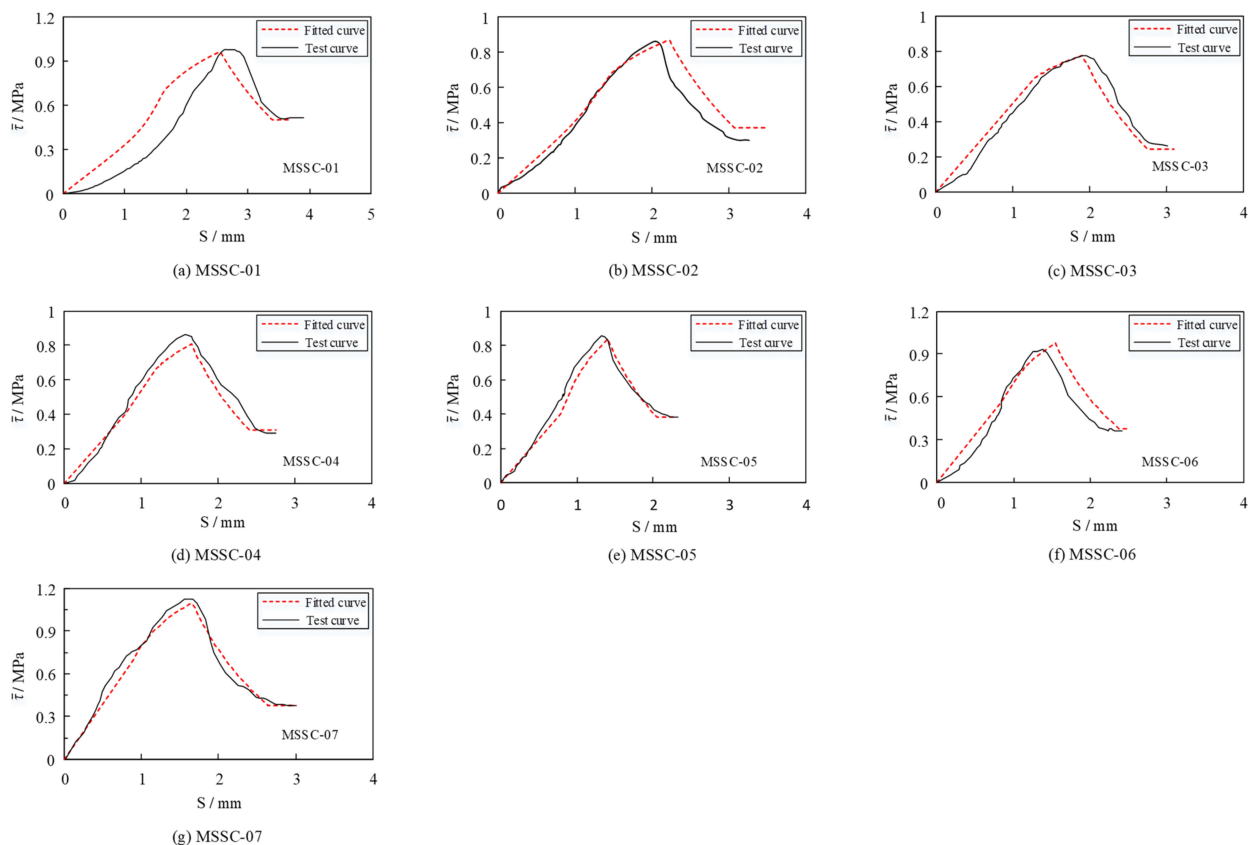 1.2
0.9
0.6
0.3
0
0 1 2 3 4 5
τ̄ / MPa
S / mm
Fitted curve
Test curve
MSSC-01
(a) MSSC-01
1
0.8
0.6
0.4
0.2
0
0 1 2 3 4
τ̄ / MPa
S / mm
Fitted curve
Test curve
MSSC-02
(b) MSSC-02
1
0.8
0.6
0.4
0.2
0
0 1 2 3 4
τ̄ / MPa
S / mm
Fitted curve
Test curve
MSSC-03
(c) MSSC-03
1
0.8
0.6
0.4
0.2
0
0 1 2 3 4
τ̄ / MPa
S / mm
Fitted curve
Test curve
MSSC-04
(d) MSSC-04
1
0.8
0.6
0.4
0.2
0
0 1 2 3 4
τ̄ / MPa
S / mm
Fitted curve
Test curve
MSSC-05
(e) MSSC-05
1.2
0.9
0.6
0.3
0
0 1 2 3 4
τ̄ / MPa
S / mm
Fitted curve
Test curve
MSSC-06
(f) MSSC-06
1.2
0.9
0.6
0.3
0
0 1 2 3 4
τ̄ / MPa
S / mm
Fitted curve
Test curve
MSSC-07
(g) MSSC-07